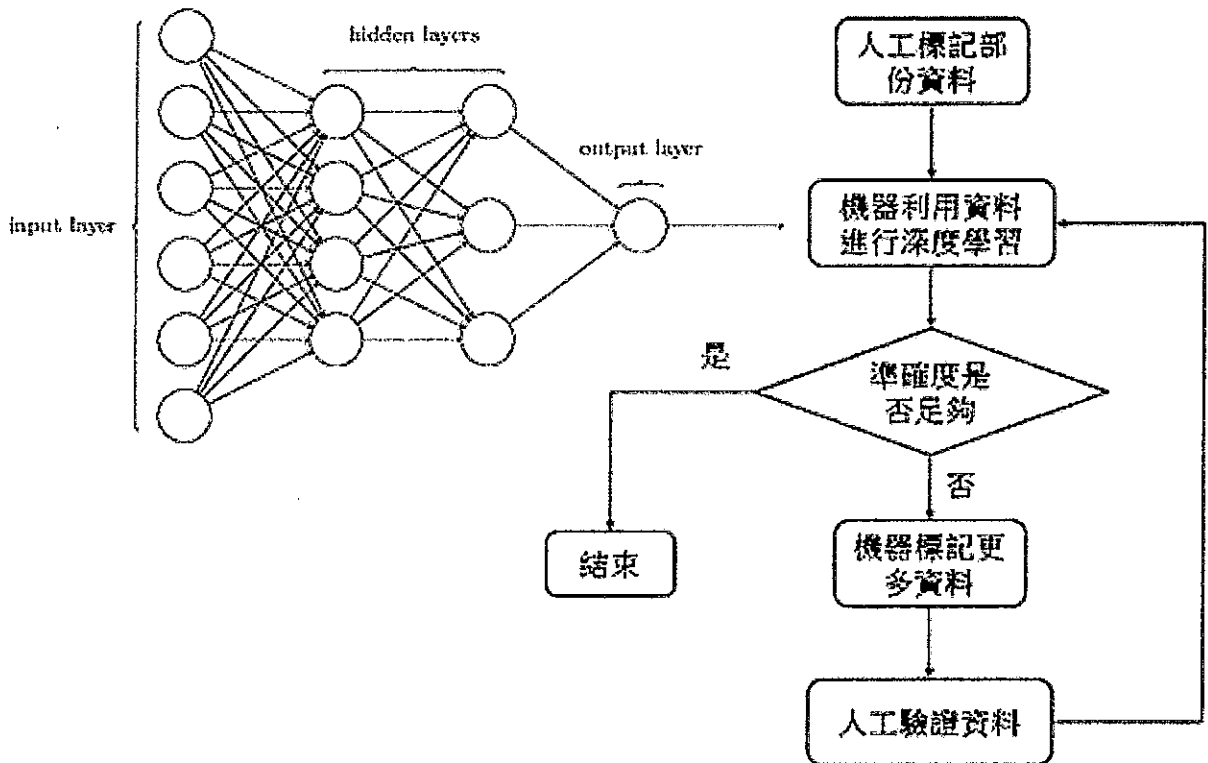 hidden layers
output layer
input layer
人工標記部
份資料
機器利用資料
進行深度學習
準確度是
否足夠
是
否
結束
機器標記更
多資料
人工驗證資料